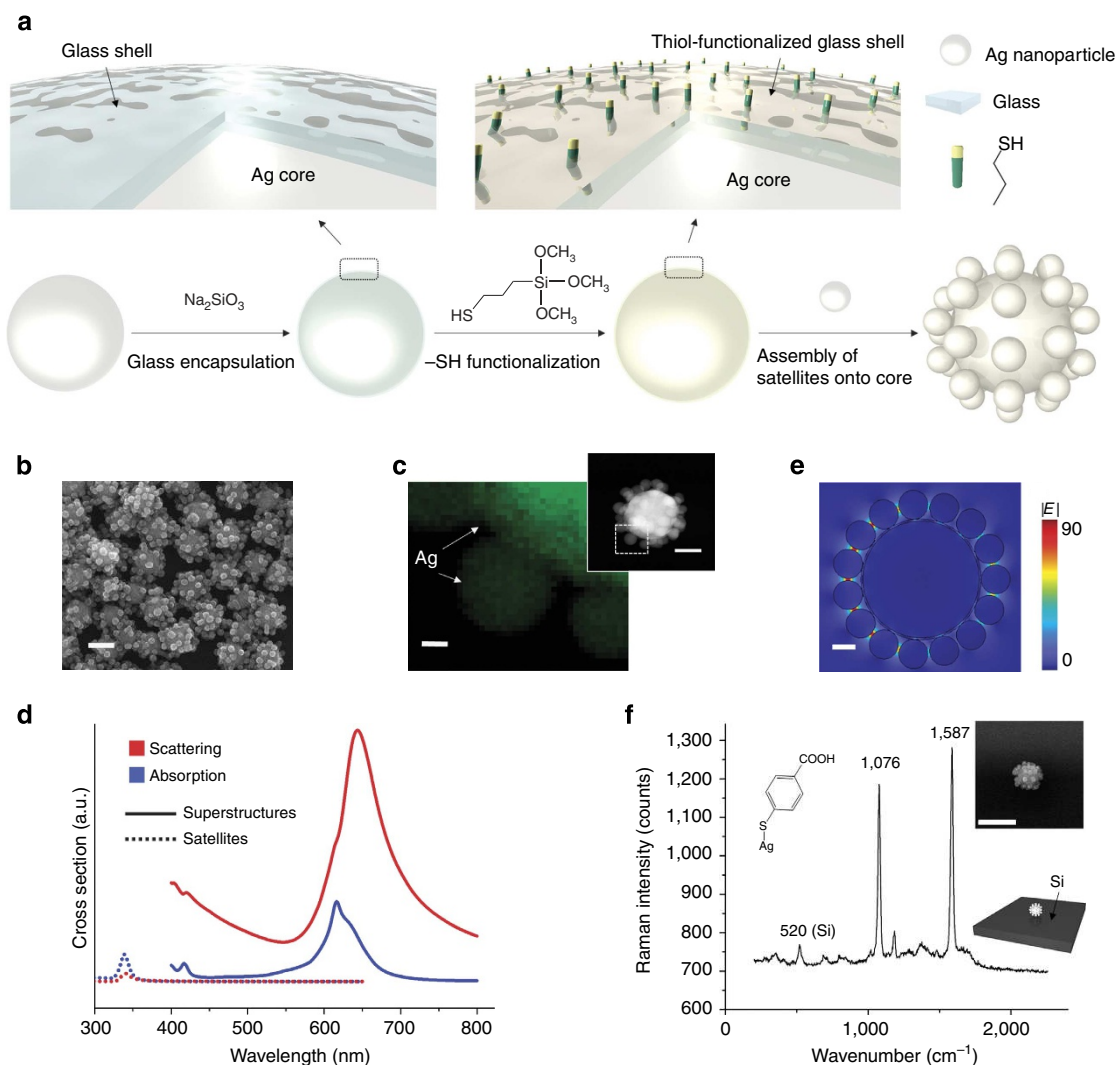 a
Glass shell
Ag core
Thiol-functionalized glass shell
Ag core
Ag nanoparticle
Glass
SH
Na₂SiO₃
Glass encapsulation
OCH₃
Si
OCH₃
HS
OCH₃
–SH functionalization
Assembly of
satellites onto core
b
c
Ag
e
|E|
90
0
d
Scattering
Absorption
Superstructures
Satellites
Cross section (a.u.)
300 400 500 600 700 800
Wavelength (nm)
f
1,300
1,200
1,100
1,000
900
800
700
600
Raman intensity (counts)
COOH
S
Ag
520 (Si)
1,076
1,587
Si
0 1,000 2,000
Wavenumber (cm⁻¹)